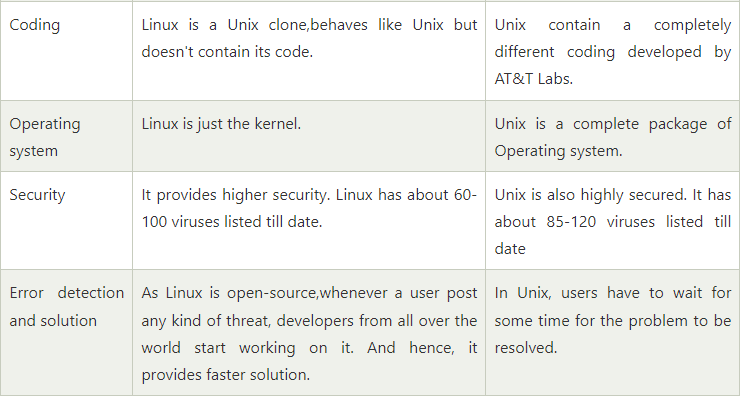 Coding
Linux is a Unix clone,behaves like Unix but
doesn't contain its code.
Unix contain a completely
different coding developed by
AT&T Labs.
Operating
system
Linux is just the kernel.
Unix is a complete package of
Operating system.
Security
It provides higher security. Linux has about 60-
100 viruses listed till date.
Unix is also highly secured. It has
about 85-120 viruses listed till
date
Error detection
and solution
As Linux is open-source,whenever a user post
any kind of threat, developers from all over the
world start working on it. And hence, it
provides faster solution.
In Unix, users have to wait for
some time for the problem to be
resolved.